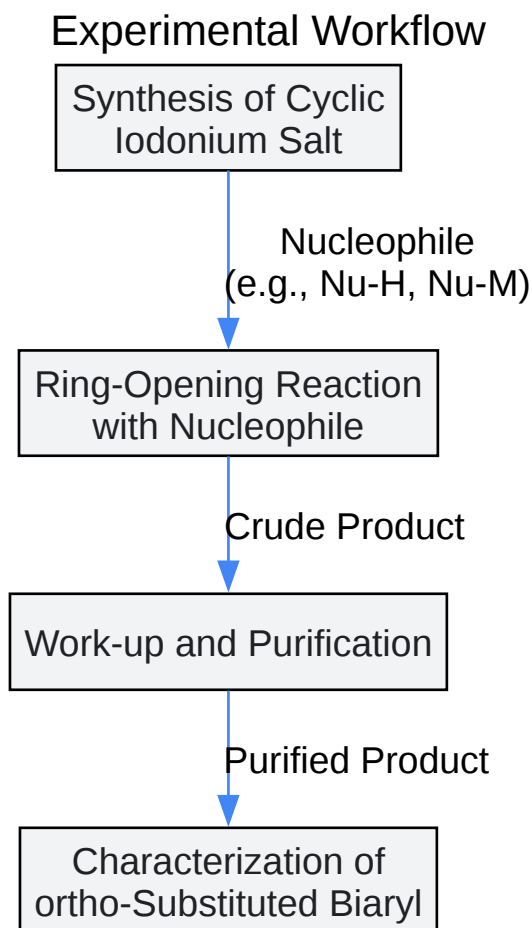 Experimental Workflow
Synthesis of Cyclic
Iodonium Salt
Nucleophile
(e.g., Nu-H, Nu-M)
Ring-Opening Reaction
with Nucleophile
Crude Product
Work-up and Purification
Purified Product
Characterization of
ortho-Substituted Biaryl